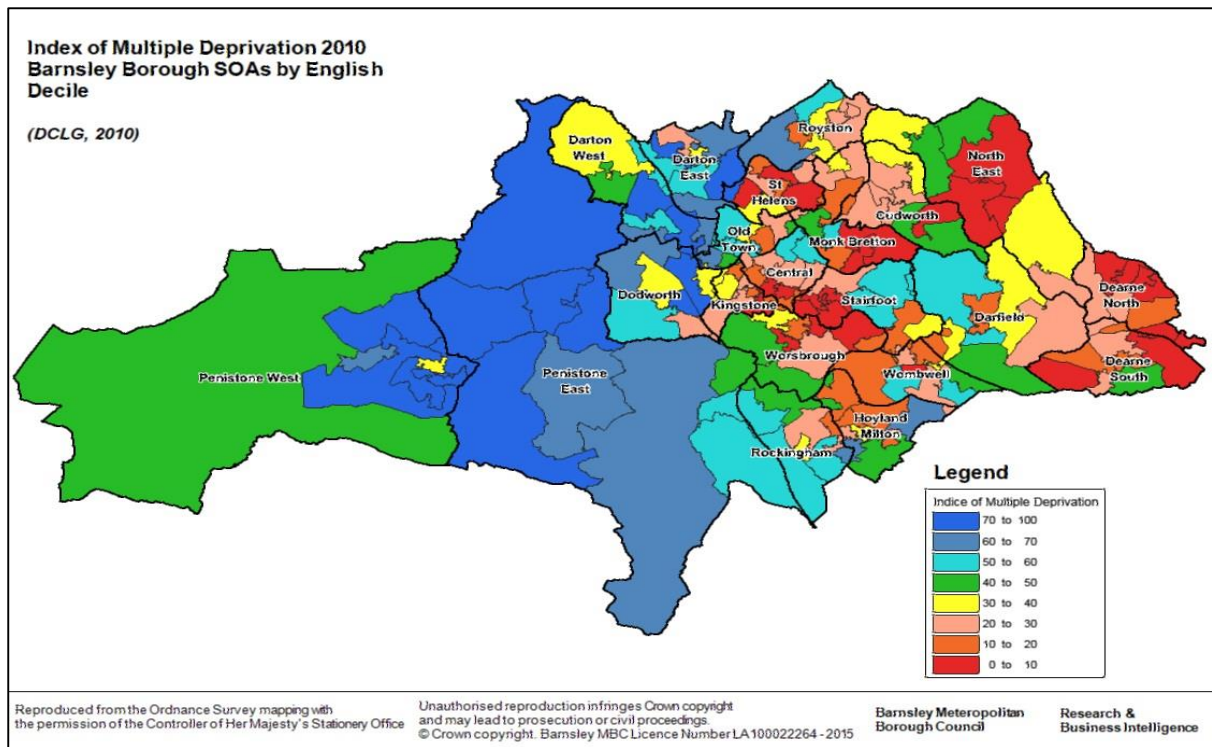 Index of Multiple Deprivation 2010
Barnsley Borough SOAs by English
Decile
(DCLG, 2010)
Darton
West
Darton
East
Royston
North
East
St
Helens
Cudworth
Old
Town
Monk Bretton
Central
Dodworth
Kingstone
Stairfoot
Dearne
North
Darfield
Penistone West
Penistone
East
Worsbrough
Wombwell
Dearne
South
Hoyland
Milton
Rockingham
Legend
Indice of Multiple Deprivation
70 to 100
60 to 70
50 to 60
40 to 50
30 to 40
20 to 30
10 to 20
0 to 10
Reproduced from the Ordnance Survey mapping with
the permission of the Controller of Her Majesty's Stationery Office
Unauthorised reproduction infringes Crown copyright
and may lead to prosecution or civil proceedings.
© Crown copyright. Barnsley MBC Licence Number LA100022264 - 2015
Barnsley Meteropolitan
Borough Council
Research &
Business Intelligence